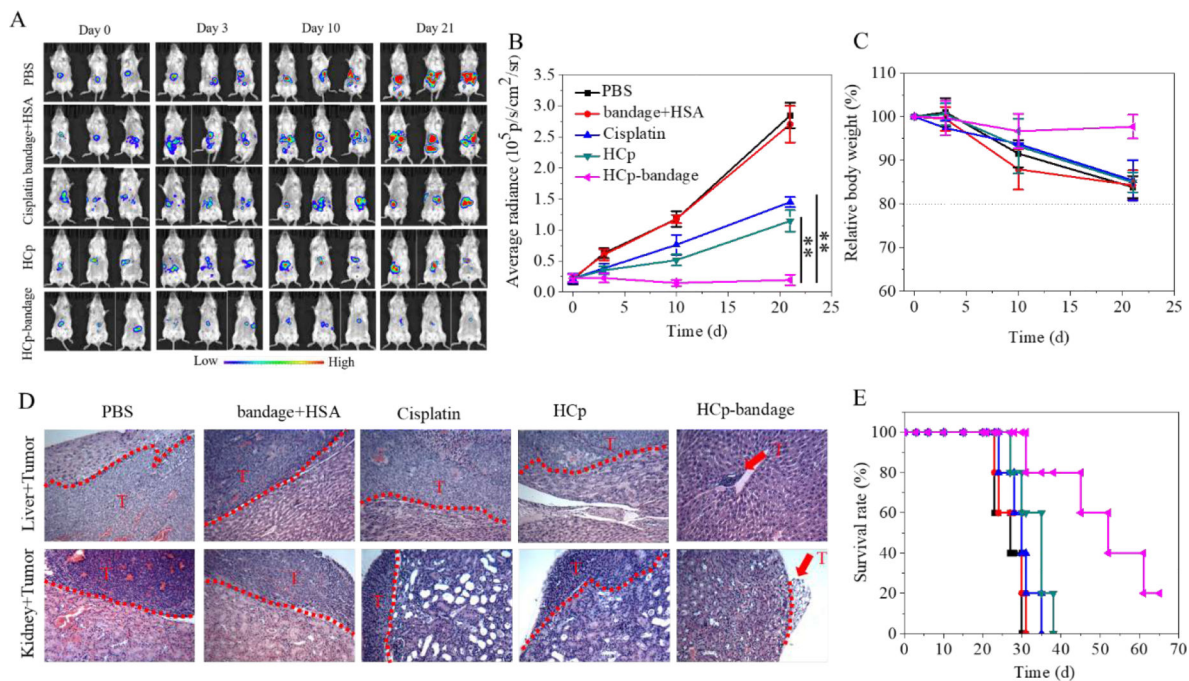 A
Day 0
Day 3
Day 10
Day 21
PBS
bandage+HSA
Cisplatin
HCp
HCp-bandage
Low
High
B
Average radiance (10⁵p/s/cm²/sr)
3.5
3.0
2.5
2.0
1.5
1.0
0.5
0.0
PBS
bandage+HSA
Cisplatin
HCp
HCp-bandage
**
**
0
5
10
15
20
25
Time (d)
C
Relative body weight (%)
110
100
90
80
70
60
0
5
10
15
20
25
Time (d)
D
PBS
bandage+HSA
Cisplatin
HCp
HCp-bandage
Liver+Tumor
T
T
T
T
T
Kidney+Tumor
T
T
T
T
T
E
Survival rate (%)
100
80
60
40
20
0
0
10
20
30
40
50
60
70
Time (d)